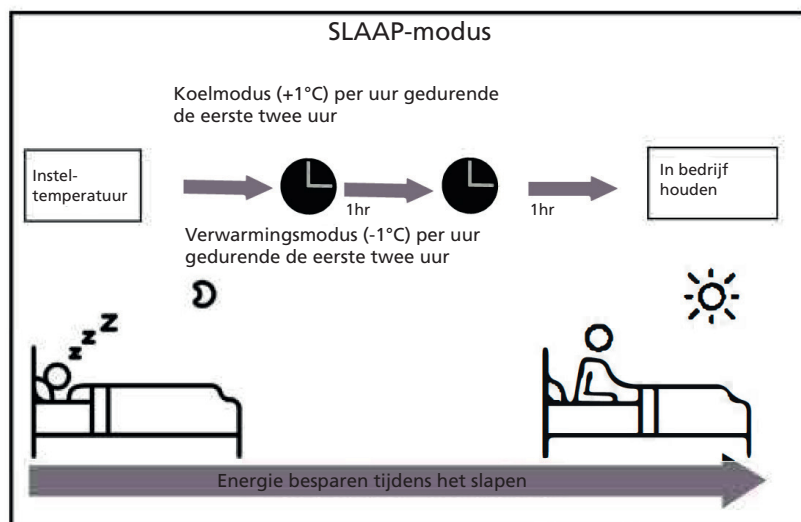 SLAAP-modus
Koelmodus (+1°C) per uur gedurende
de eerste twee uur
Instel-
temperatuur
1hr
1hr
In bedrijf
houden
Verwarmingsmodus (-1°C) per uur
gedurende de eerste twee uur
z z Z
Energie besparen tijdens het slapen